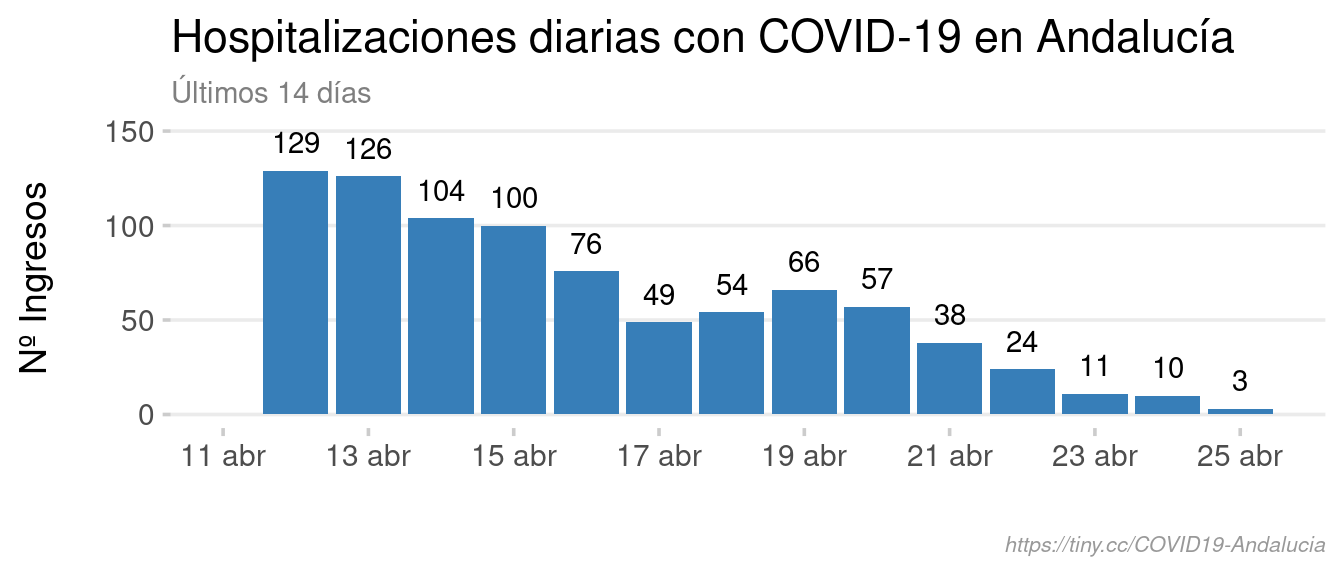 Hospitalizaciones diarias con COVID-19 en Andalucía
Últimos 14 días
Nº Ingresos
150
100
50
0
129
126
104
100
76
49
54
66
57
38
24
11
10
3
11 abr
13 abr
15 abr
17 abr
19 abr
21 abr
23 abr
25 abr
https://tiny.cc/COVID19-Andalucia